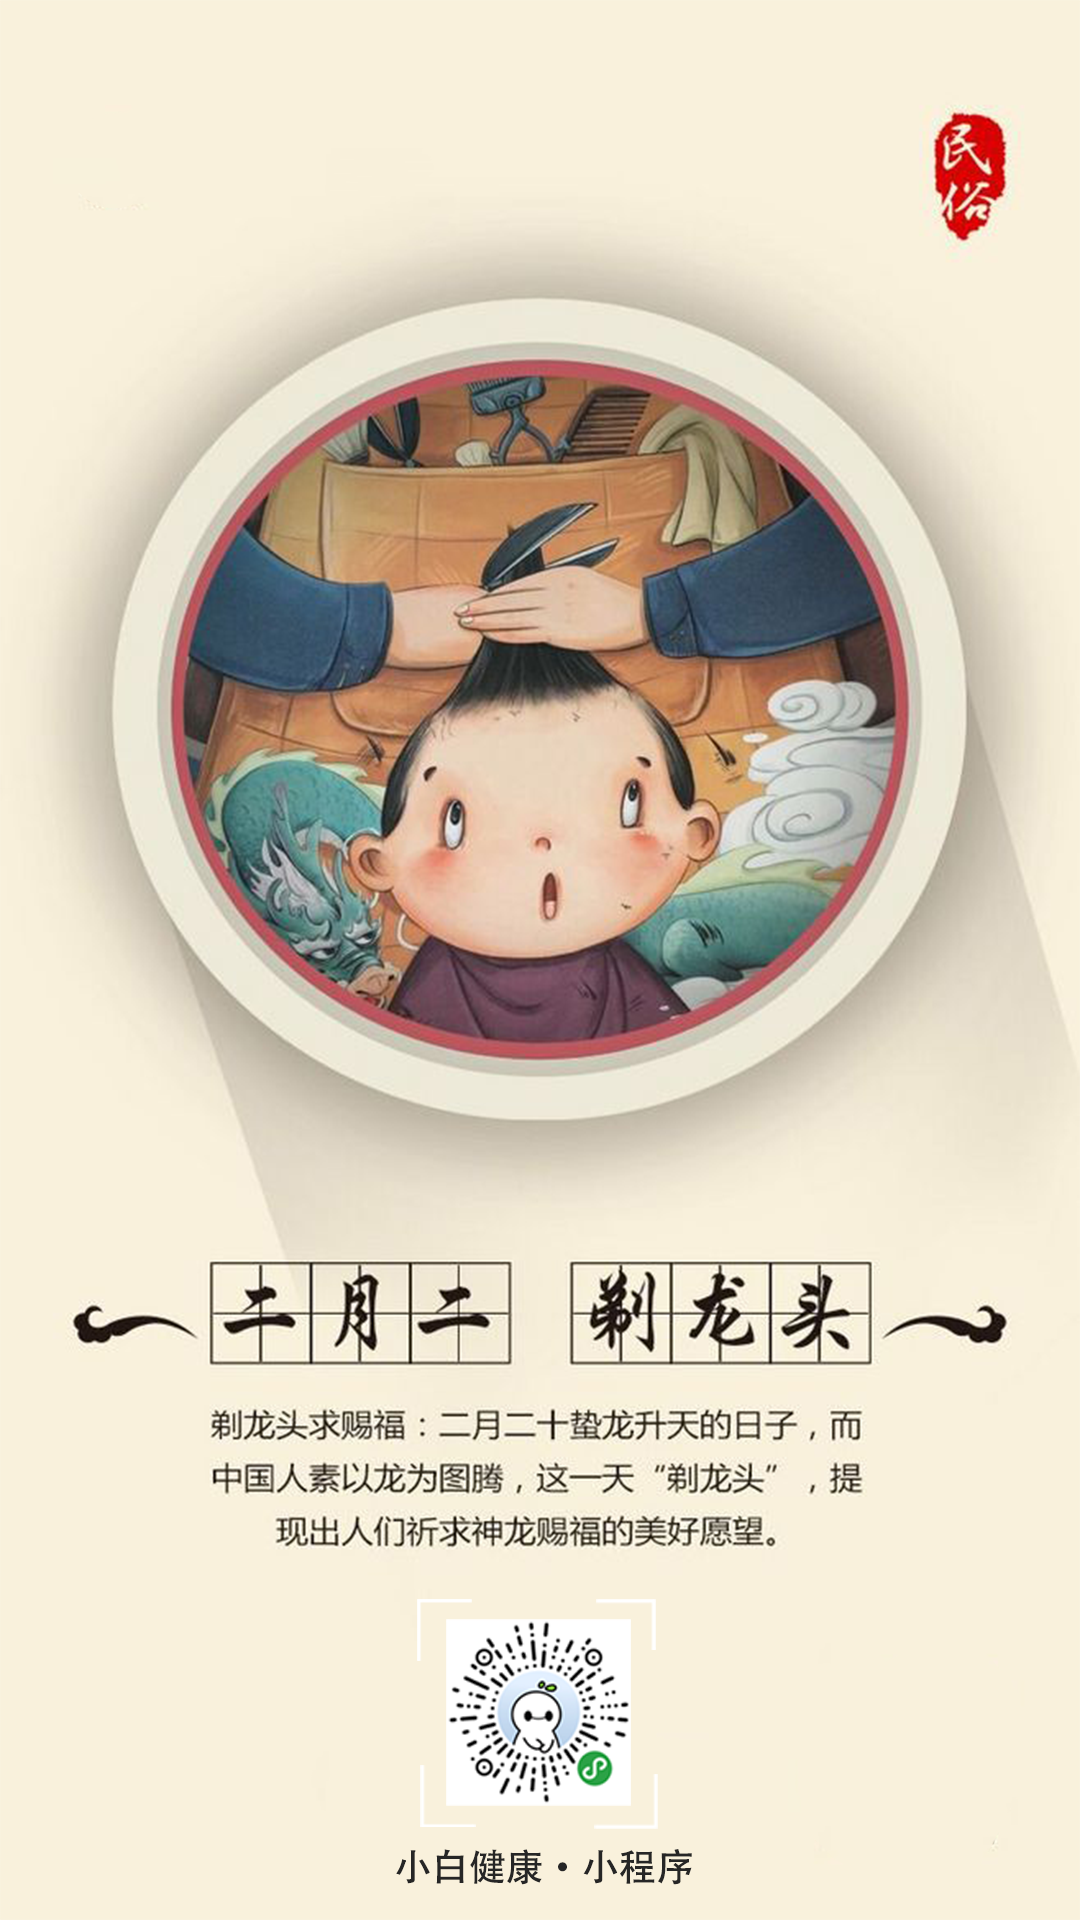 民俗
二月二 剃龙头
剃龙头求赐福：二月二十蛰龙升天的日子，而
中国人素以龙为图腾，这一天“剃龙头”，提
现出人们祈求神龙赐福的美好愿望。
小白健康·小程序